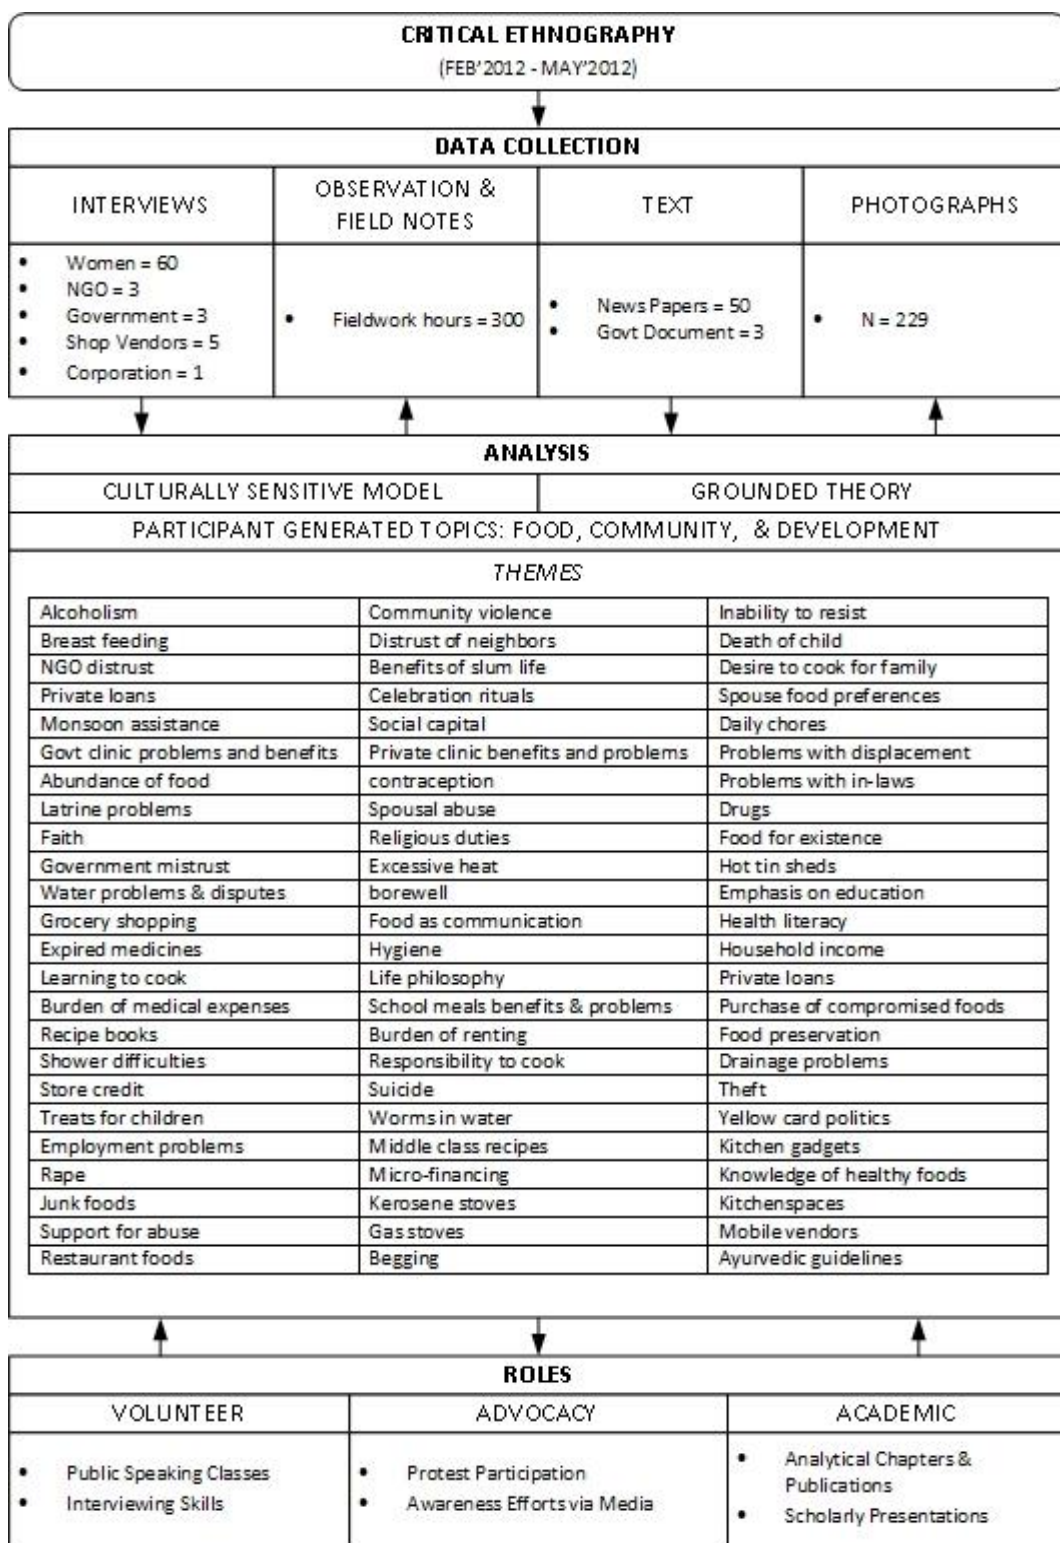 CRITICAL ETHNOGRAPHY
(FEB'2012 - MAY'2012)
DATA COLLECTION
INTERVIEWS
OBSERVATION &
FIELD NOTES
TEXT
PHOTOGRAPHS
• Women = 60
• NGO = 3
• Government = 3
• Shop Vendors = 5
• Corporation = 1
• Fieldwork hours = 300
• News Papers = 50
• Govt Document = 3
• N = 229
ANALYSIS
CULTURALLY SENSITIVE MODEL
GROUNDED THEORY
PARTICIPANT GENERATED TOPICS: FOOD, COMMUNITY, & DEVELOPMENT
THEMES
Alcoholism Community violence Inability to resist
Breast feeding Distrust of neighbors Death of child
NGO distrust Benefits of slum life Desire to cook for family
Private loans Celebration rituals Spouse food preferences
Monsoon assistance Social capital Daily chores
Govt clinic problems and benefits Private clinic benefits and problems Problems with displacement
Abundance of food contraception Problems with in-laws
Latrine problems Spousal abuse Drugs
Faith Religious duties Food for existence
Government mistrust Excessive heat Hot tin sheds
Water problems & disputes borewell Emphasis on education
Grocery shopping Food as communication Health literacy
Expired medicines Hygiene Household income
Learning to cook Life philosophy Private loans
Burden of medical expenses School meals benefits & problems Purchase of compromised foods
Recipe books Burden of renting Food preservation
Shower difficulties Responsibility to cook Drainage problems
Store credit Suicide Theft
Treats for children Worms in water Yellow card politics
Employment problems Middle class recipes Kitchen gadgets
Rape Micro-financing Knowledge of healthy foods
Junk foods Kerosene stoves Kitchenspaces
Support for abuse Gas stoves Mobile vendors
Restaurant foods Begging Ayurvedic guidelines
ROLES
VOLUNTEER
ADVOCACY
ACADEMIC
• Public Speaking Classes
• Interviewing Skills
• Protest Participation
• Awareness Efforts via Media
• Analytical Chapters &
Publications
• Scholarly Presentations